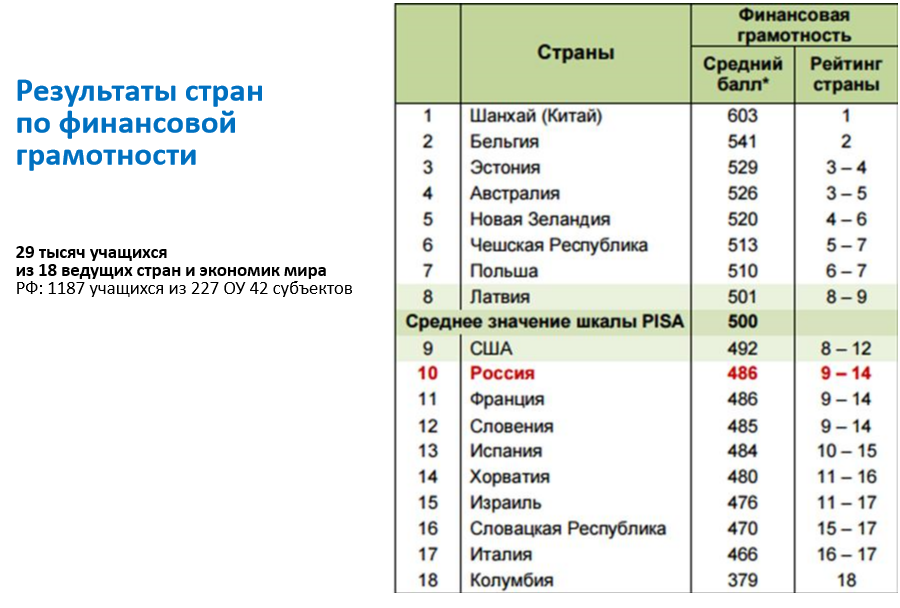 Результаты стран
по финансовой
грамотности
29 тысяч учащихся
из 18 ведущих стран и экономик мира
РФ: 1187 учащихся из 227 ОУ 42 субъектов
Страны
Финансовая
грамотность
Средний
балл*
Рейтинг
страны
1 Шанхай (Китай) 603 1
2 Бельгия 541 2
3 Эстония 529 3 – 4
4 Австралия 526 3 – 5
5 Новая Зеландия 520 4 – 6
6 Чешская Республика 513 5 – 7
7 Польша 510 6 – 7
8 Латвия 501 8 – 9
Среднее значение шкалы PISA 500
9 США 492 8 – 12
10 Россия 486 9 – 14
11 Франция 486 9 – 14
12 Словения 485 9 – 14
13 Испания 484 10 – 15
14 Хорватия 480 11 – 16
15 Израиль 476 11 – 17
16 Словацкая Республика 470 15 – 17
17 Италия 466 16 – 17
18 Колумбия 379 18